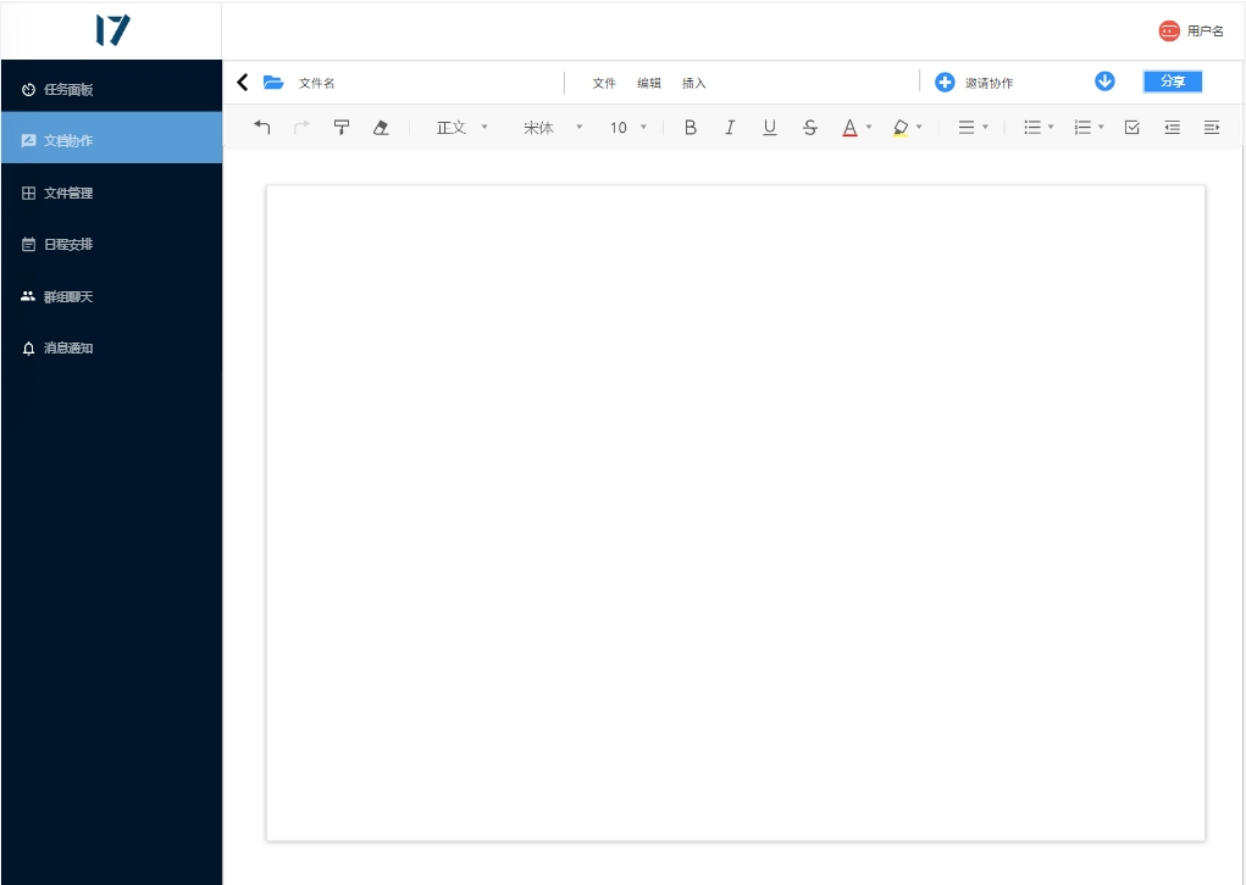 17
用户名
任务面板
文档协作
文件管理
日程安排
群组聊天
消息通知
文件名 文件 编辑 插入 邀请协作 分享
正文 宋体 10 B I U S A